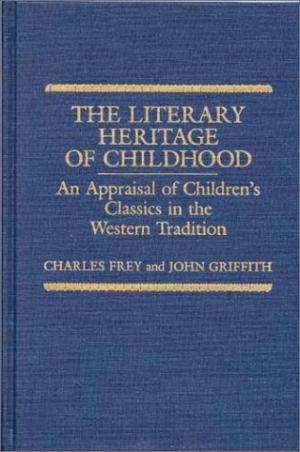 THE LITERARY
HERITAGE
OF CHILDHOOD
An Appraisal of Children's
Classics in the
Western Tradition
CHARLES FREY and JOHN GRIFFITH